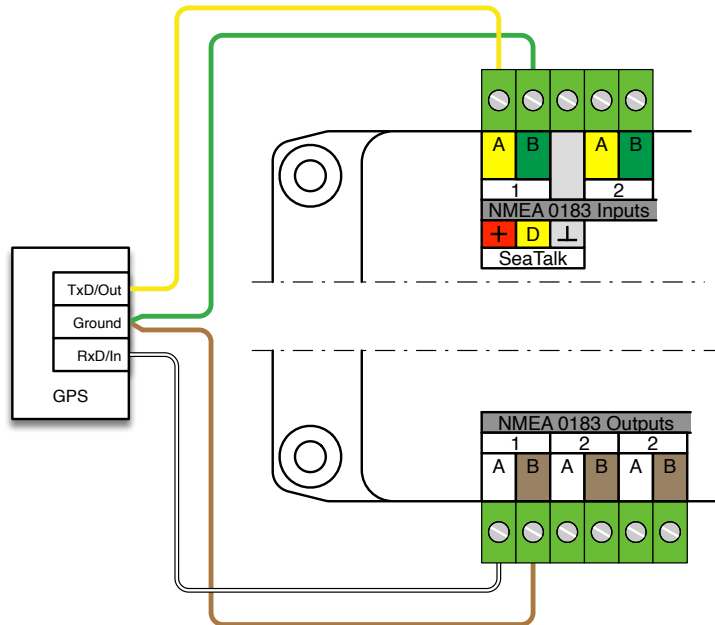 A B A B
1 2
NMEA 0183 Inputs
+ D ⊥
SeaTalk
TxD/Out
Ground
RxD/In
GPS
NMEA 0183 Outputs
1 2 2
A B A B A B